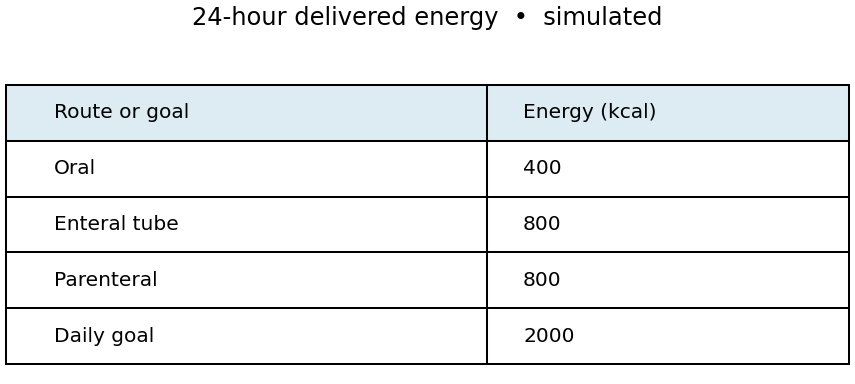 24-hour delivered energy • simulated
Route or goal Energy (kcal)
Oral 400
Enteral tube 800
Parenteral 800
Daily goal 2000